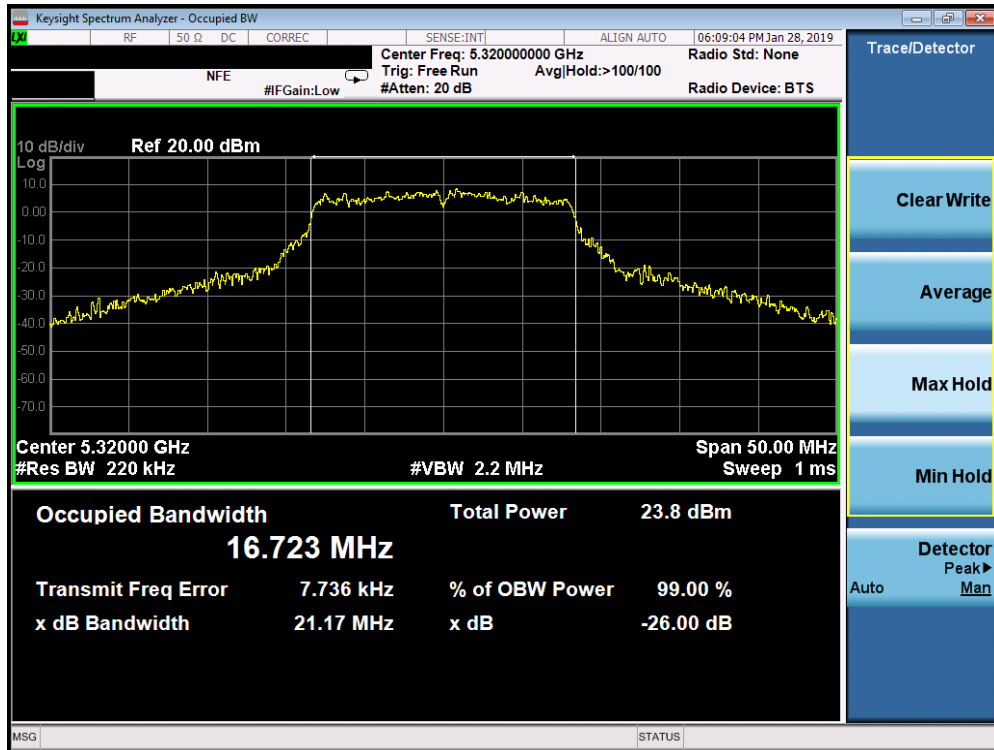 Keysight Spectrum Analyzer - Occupied BW
LXI RF 50 Ω DC CORREC SENSE:INT ALIGN AUTO 06:09:04 PM Jan 28, 2019
Center Freq: 5.320000000 GHz Radio Std: None
NFE Trig: Free Run Avg|Hold:>100/100
#IFGain:Low #Atten: 20 dB Radio Device: BTS
10 dB/div Ref 20.00 dBm
Log
10.0
0.00
-10.0
-20.0
-30.0
-40.0
-50.0
-60.0
-70.0
Center 5.32000 GHz Span 50.00 MHz
#Res BW 220 kHz #VBW 2.2 MHz Sweep 1 ms
Occupied Bandwidth Total Power 23.8 dBm
16.723 MHz
Transmit Freq Error 7.736 kHz % of OBW Power 99.00 %
x dB Bandwidth 21.17 MHz x dB -26.00 dB
MSG STATUS
Trace/Detector
Clear Write
Average
Max Hold
Min Hold
Detector
Peak▶
Auto Man